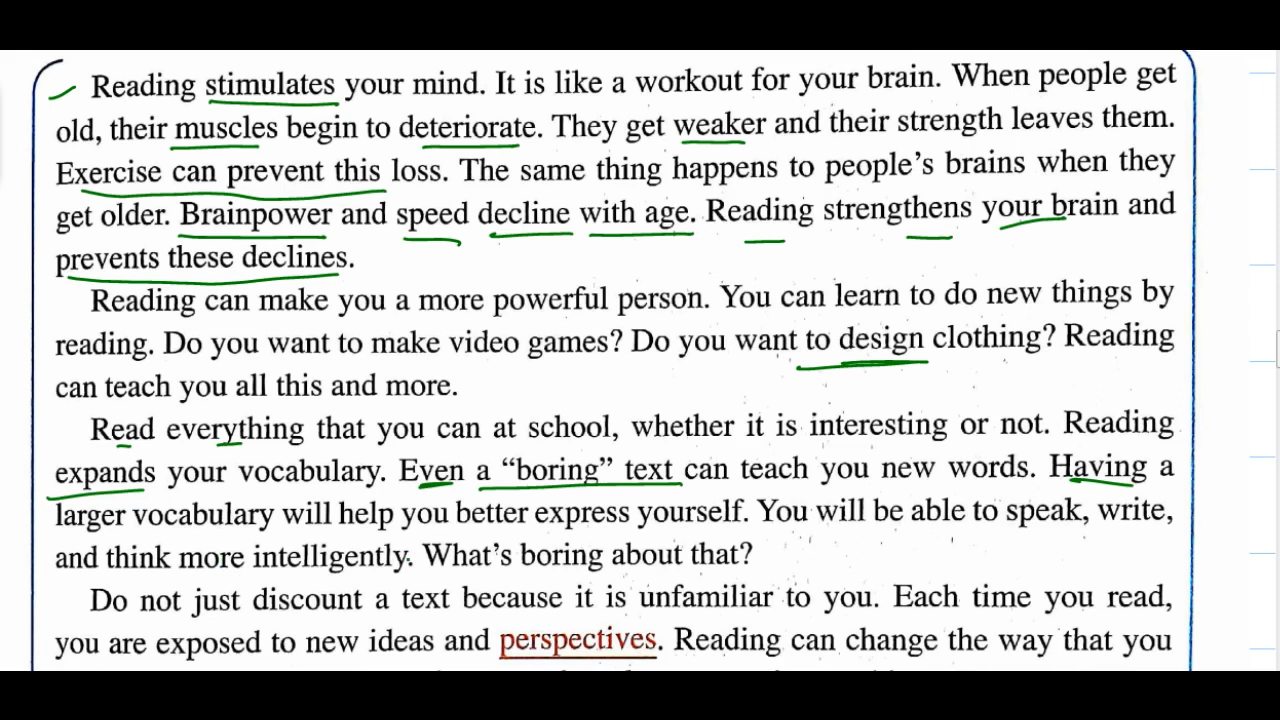 Reading stimulates your mind. It is like a workout for your brain. When people get
old, their muscles begin to deteriorate. They get weaker and their strength leaves them.
Exercise can prevent this loss. The same thing happens to people's brains when they
get older. Brainpower and speed decline with age. Reading strengthens your brain and
prevents these declines.
Reading can make you a more powerful person. You can learn to do new things by
reading. Do you want to make video games? Do you want to design clothing? Reading
can teach you all this and more.
Read everything that you can at school, whether it is interesting or not. Reading
expands your vocabulary. Even a “boring” text can teach you new words. Having a
larger vocabulary will help you better express yourself. You will be able to speak, write,
and think more intelligently. What's boring about that?
Do not just discount a text because it is unfamiliar to you. Each time you read,
you are exposed to new ideas and perspectives. Reading can change the way that you